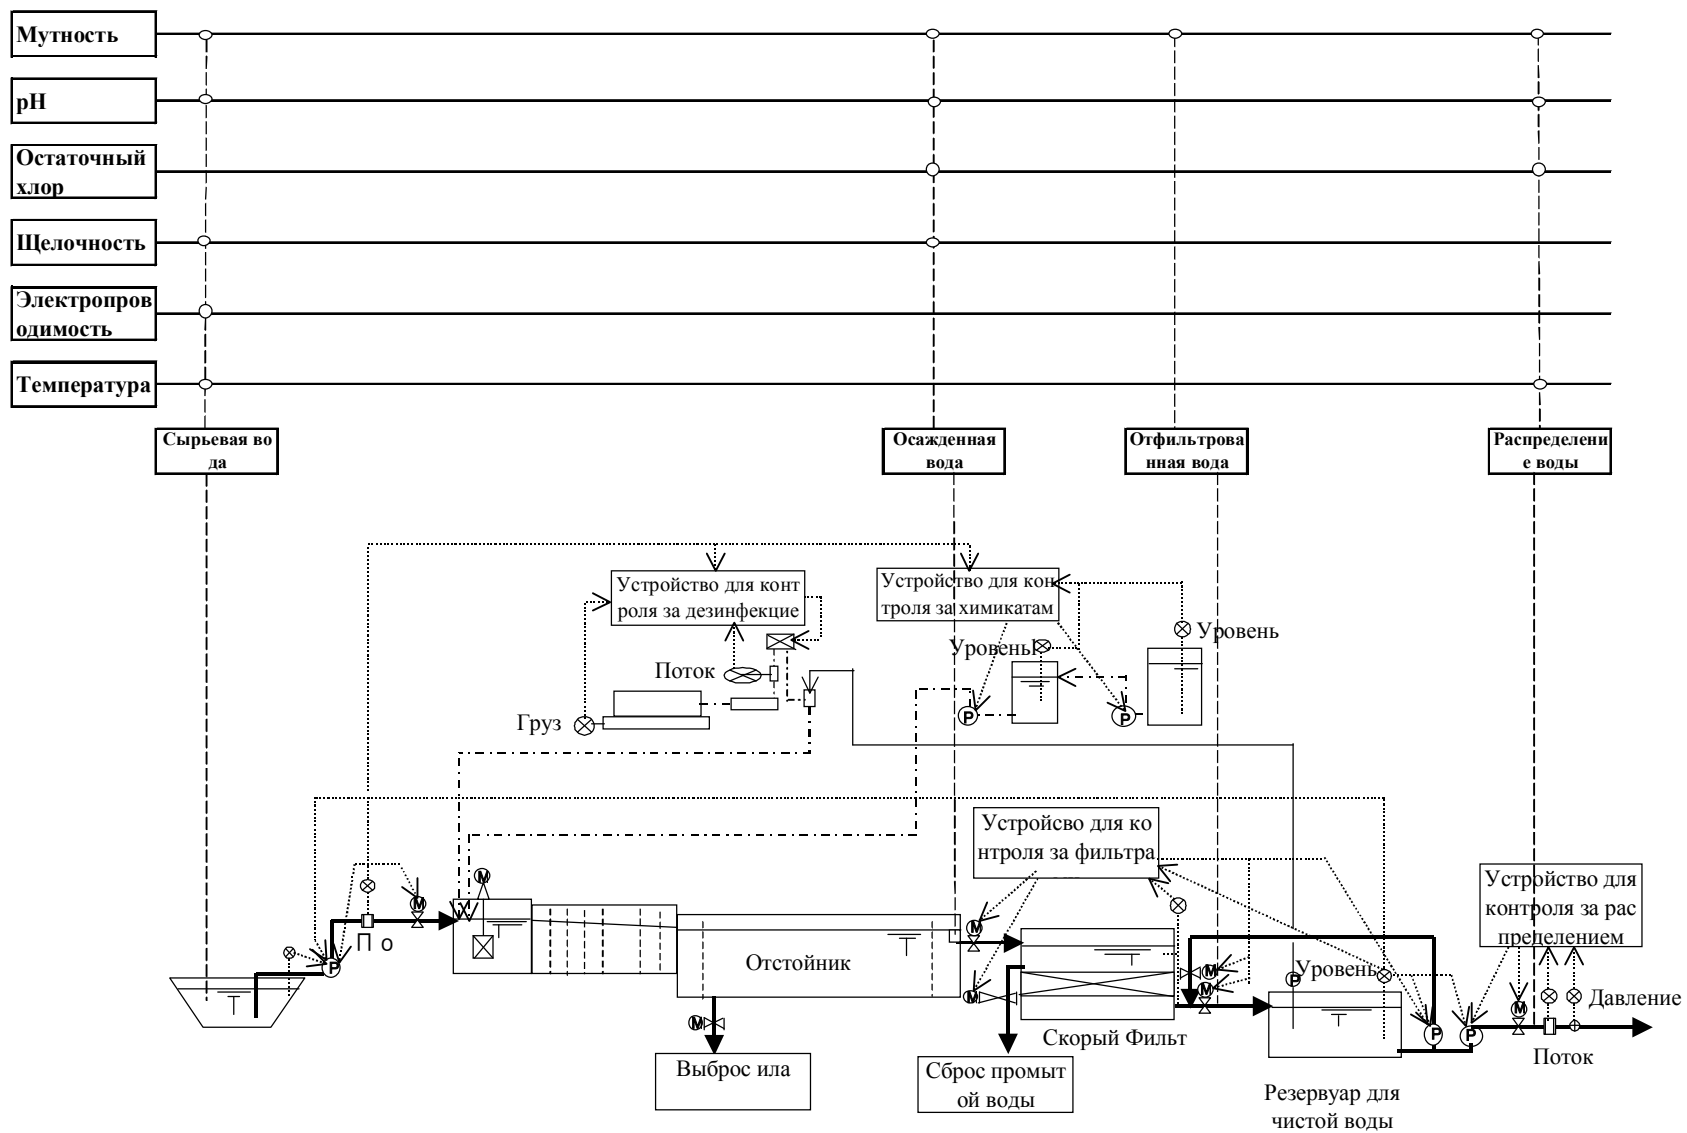 Мутность
pH
Остаточный
хлор
Щелочность
Электропров
одимость
Температура
Сырьевая во
да
Осажденная
вода
Отфильтрова
нная вода
Распределени
е воды
Устройство для конт
роля за дезинфекцие
Устройство для кон
троля за химикатам
Уровень
Уровень
Поток
Груз
P
P
Устройсво для ко
нтроля за фильтра
Устройство для
контроля за рас
пределением
M
M
П о
P
Отстойник
M
M
M
M
M
P
Уровень
P
P
M
Давление
Скорый Фильт
Поток
Выброс ила
Сброс промыт
ой воды
Резервуар для
чистой воды